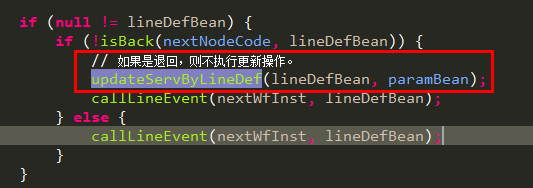 if (null != lineDefBean) {
if (!isBack(nextNodeCode, lineDefBean)) {
// 如果是退回，则不执行更新操作。
updateServByLineDef(lineDefBean, paramBean);
callLineEvent(nextWfInst, lineDefBean);
} else {
callLineEvent(nextWfInst, lineDefBean);
}
}